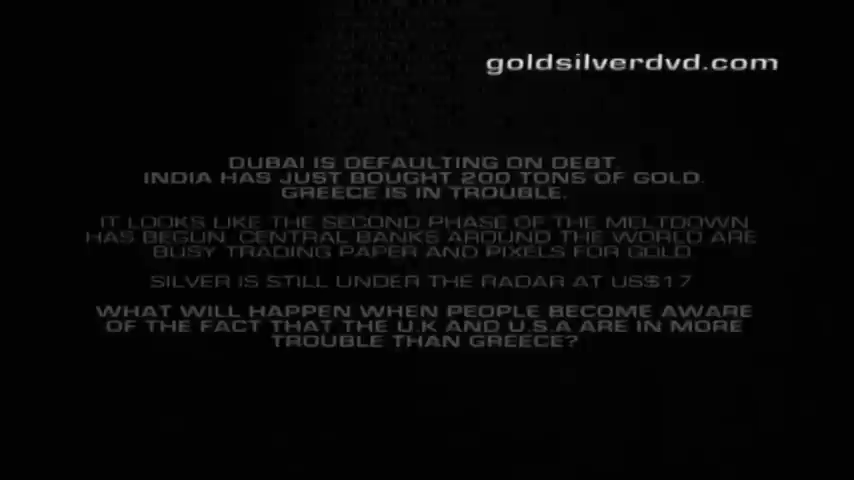 goldsilverdvd.com
DUBAI IS DEFAULTING ON DEBT.
INDIA HAS JUST BOUGHT 200 TONS OF GOLD.
GREECE IS IN TROUBLE.
IT LOOKS LIKE THE SECOND PHASE OF THE MELTDOWN
HAS BEGUN. CENTRAL BANKS AROUND THE WORLD ARE
BUSY TRADING PAPER AND PIXELS FOR GOLD
SILVER IS STILL UNDER THE RADAR AT US$17
WHAT WILL HAPPEN WHEN PEOPLE BECOME AWARE
OF THE FACT THAT THE U.K AND U.S.A ARE IN MORE
TROUBLE THAN GREECE?